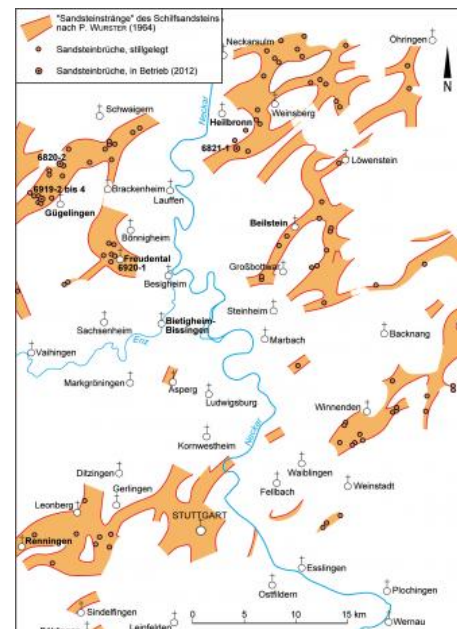 "Sandsteinstränge" des Schilfsandsteins
nach P. WURSTER (1964)
Sandsteinbrüche, stillgelegt
Sandsteinbrüche, in Betrieb (2012)
Neckarsulm
Öhringen
N
Schwaigern
Neckar
Heilbronn
Weinsberg
6821-1
6820-2
Löwenstein
6919-2 bis 4
Brackenheim
Lauffen
Güglingen
Beilstein
Bönnigheim
Freudental
6920-1
Großbottwar
Besigheim
Steinheim
Sachsenheim
Bietigheim-
Bissingen
Marbach
Backnang
Enz
Vaihingen
Markgröningen
Asperg
Ludwigsburg
Winnenden
Neckar
Kornwestheim
Ditzingen
Waiblingen
Gerlingen
Fellbach
Weinstadt
Leonberg
STUTTGART
Renningen
Esslingen
Ostfildern
Plochingen
Sindelfingen
Leinfelden
0 5 10 15 km
Wernau